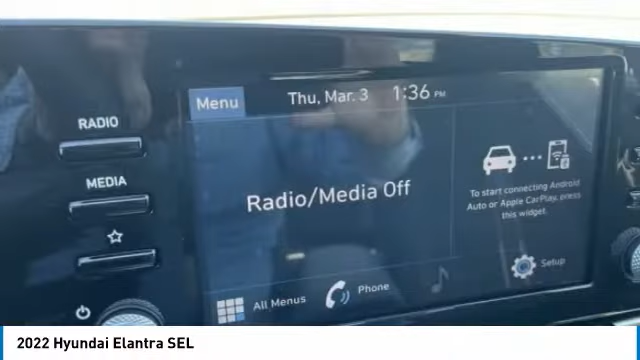 Menu
Thu, Mar. 3 1:36 PM
RADIO
MEDIA
Radio/Media Off
To start connecting Android
Auto or Apple CarPlay, press
this widget.
All Menus
Phone
Setup
2022 Hyundai Elantra SEL